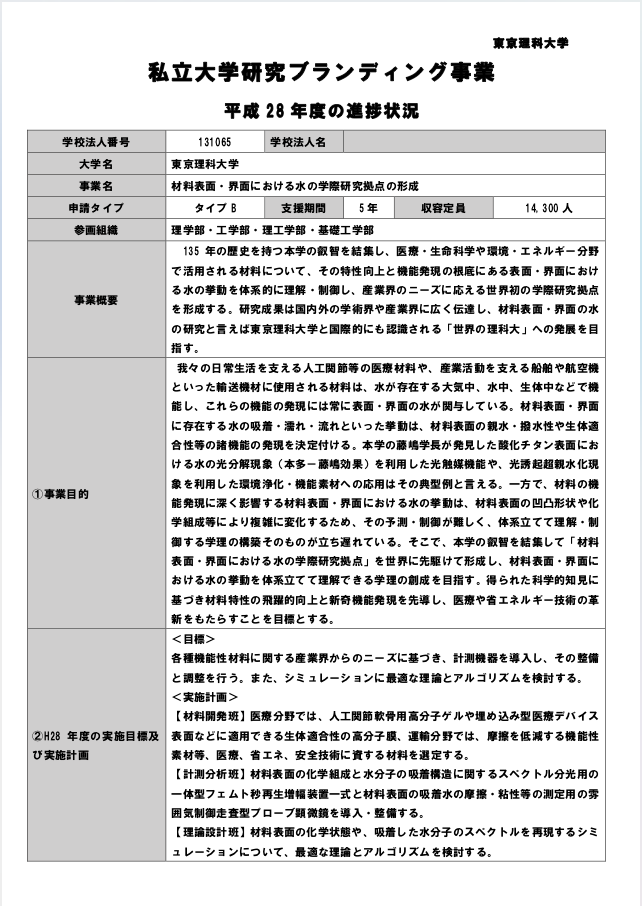 東京理科大学
私立大学研究ブランディング事業
平成 28 年度の進捗状況
学校法人番号 131065 学校法人名
大学名 東京理科大学
事業名 材料表面・界面における水の学際研究拠点の形成
申請タイプ タイプ B 支援期間 5 年 収容定員 14,300 人
参画組織 理学部・工学部・理工学部・基礎工学部
事業概要
135 年の歴史を持つ本学の叡智を結集し、医療・生命科学や環境・エネルギー分野
で活用される材料について、その特性向上と機能発現の根底にある表面・界面におけ
る水の挙動を体系的に理解・制御し、産業界のニーズに応える世界初の学際研究拠点
を形成する。研究成果は国内外の学術界や産業界に広く伝達し、材料表面・界面の水
の研究と言えば東京理科大学と国際的にも認識される「世界の理科大」への発展を目
指す。
①事業目的
我々の日常生活を支える人工関節等の医療材料や、産業活動を支える船舶や航空機
といった輸送機材に使用される材料は、水が存在する大気中、水中、生体中などで機
能し、これらの機能の発現には常に表面・界面の水が関与している。材料表面・界面
に存在する水の吸着・濡れ・流れといった挙動は、材料表面の親水・撥水性や生体適
合性等の諸機能の発現を決定付ける。本学の藤嶋学長が発見した酸化チタン表面にお
ける水の光分解現象（本多－藤嶋効果）を利用した光触媒機能や、光誘起超親水化現
象を利用した環境浄化・機能素材への応用はその典型例と言える。一方で、材料の機
能発現に深く影響する材料表面・界面における水の挙動は、材料表面の凹凸形状や化
学組成等により複雑に変化するため、その予測・制御が難しく、体系立てて理解・制
御する学理の構築そのものが立ち遅れている。そこで、本学の叡智を結集して「材料
表面・界面における水の学際研究拠点」を世界に先駆けて形成し、材料表面・界面に
おける水の挙動を体系立てて理解できる学理の創成を目指す。得られた科学的知見に
基づき材料特性の飛躍的向上と新奇機能発現を先導し、医療や省エネルギー技術の革
新をもたらすことを目標とする。
②H28 年度の実施目標及
び実施計画
＜目標＞
各種機能性材料に関する産業界からのニーズに基づき、計測機器を導入し、その整備
と調整を行う。また、シミュレーションに最適な理論とアルゴリズムを検討する。
＜実施計画＞
【材料開発班】医療分野では、人工関節軟骨用高分子ゲルや埋め込み型医療デバイス
表面などに適用できる生体適合性の高分子膜、運輸分野では、摩擦を低減する機能性
素材等、医療、省エネ、安全技術に資する材料を選定する。
【計測分析班】材料表面の化学組成と水分子の吸着構造に関するスペクトル分光用の
一体型フェムト秒再生増幅装置一式と材料表面の吸着水の摩擦・粘性等の測定用の雰
囲気制御走査型プローブ顕微鏡を導入・整備する。
【理論設計班】材料表面の化学状態や、吸着した水分子のスペクトルを再現するシミ
ュレーションについて、最適な理論とアルゴリズムを検討する。